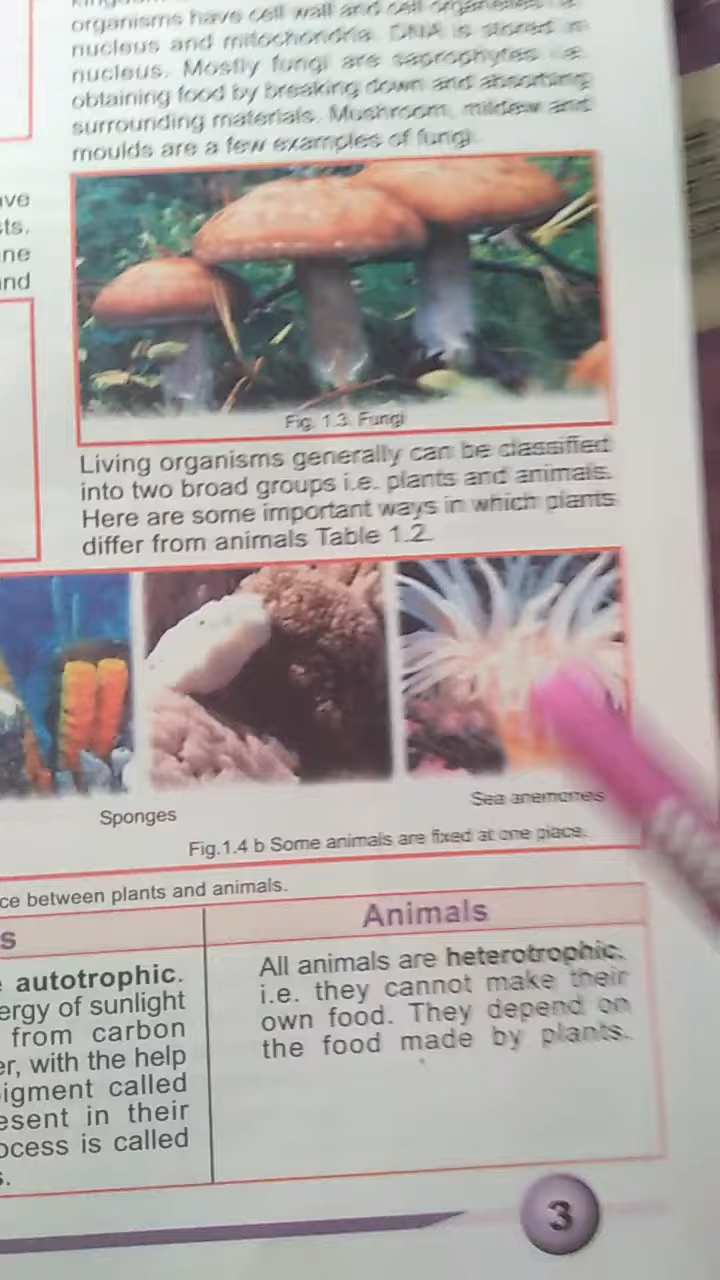 organisms have cell wall and cell organelles i.e.
nucleus and mitochondria. DNA is stored in
nucleus. Mostly fungi are saprophytes i.e.
obtaining food by breaking down and absorbing
surrounding materials. Mushroom, mildew and
moulds are a few examples of fungi.
ve
ts.
ne
nd
Fig. 1.3. Fungi
Living organisms generally can be classified
into two broad groups i.e. plants and animals.
Here are some important ways in which plants
differ from animals Table 1.2.
Sponges
Sea anemones
Fig.1.4 b Some animals are fixed at one place.
ce between plants and animals.
s
Animals
autotrophic.
ergy of sunlight
from carbon
er, with the help
pigment called
esent in their
ocess is called
s.
All animals are heterotrophic.
i.e. they cannot make their
own food. They depend on
the food made by plants.
3